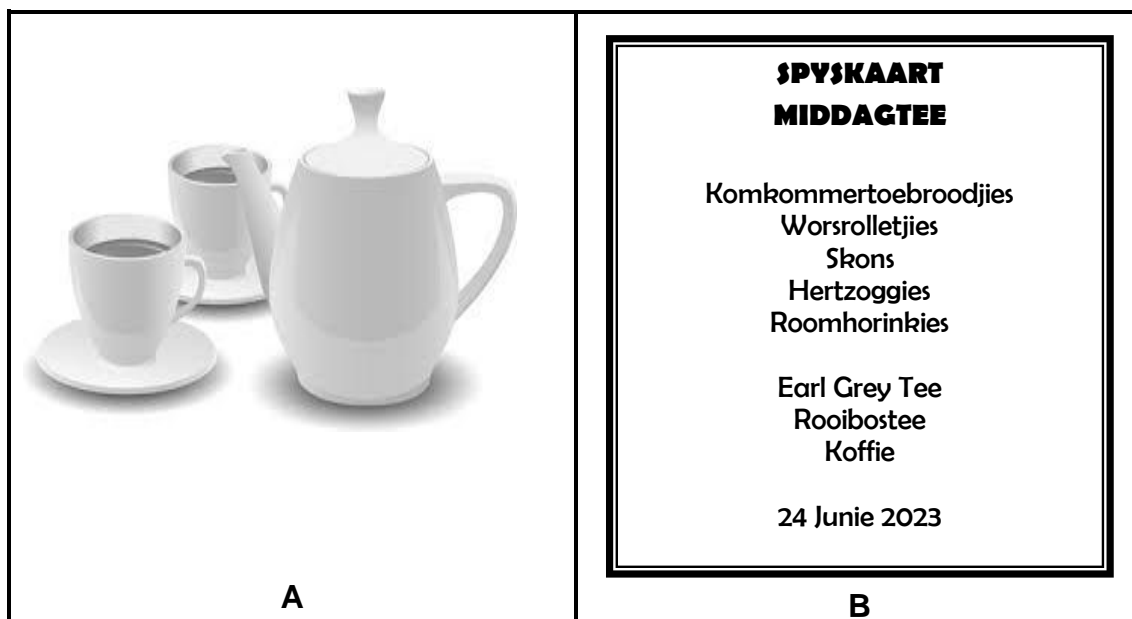 SPYSKAART
MIDDAGTEE
Komkommertoebroodjies
Worsrolletjies
Skons
Hertzoggies
Roomhorinkies
Earl Grey Tee
Rooibostee
Koffie
24 Junie 2023
A
B